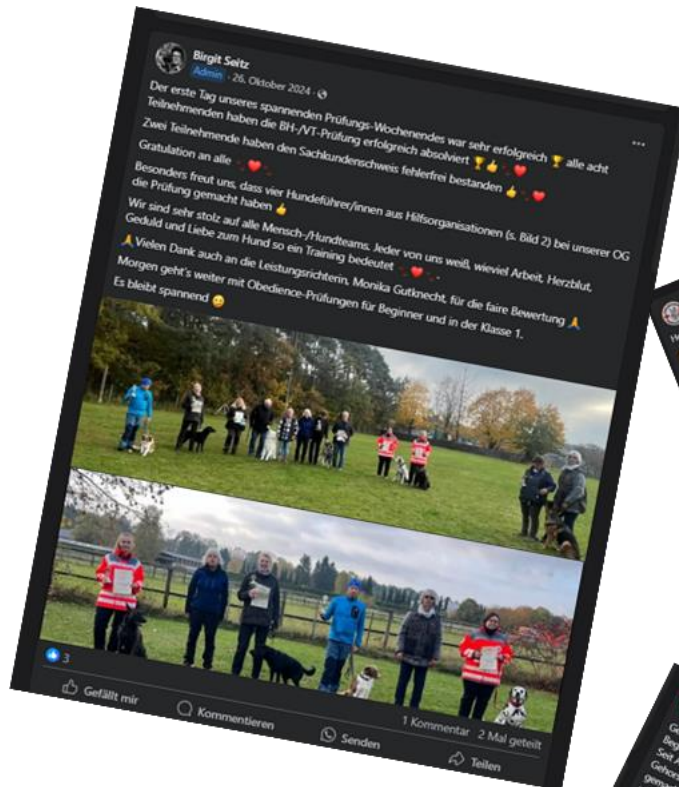 Birgit Seitz
Admin · 26. Oktober 2024 ·
Der erste Tag unseres spannenden Prüfungs-Wochenendes war sehr erfolgreich 🏆 alle acht
Teilnehmenden haben die BH-/VT-Prüfung erfolgreich absolviert 🏆👍❤️
Zwei Teilnehmende haben den Sachkundenschweis fehlerfrei bestanden 👍❤️
Gratulation an alle ❤️
Besonders freut uns, dass vier Hundeführer/innen aus Hilfsorganisationen (s. Bild 2) bei unserer OG
die Prüfung gemacht haben 👍
Wir sind sehr stolz auf alle Mensch-/Hundteams. Jeder von uns weiß, wieviel Arbeit, Herzblut,
Geduld und Liebe zum Hund so ein Training bedeutet ❤️
🙏Vielen Dank auch an die Leistungsrichterin, Monika Gutknecht, für die faire Bewertung 🙏
Morgen geht's weiter mit Obedience-Prüfungen für Beginner und in der Klasse 1.
Es bleibt spannend 😊
3
1 Kommentar 2 Mal geteilt
Gefällt mir
Kommentieren
Senden
Teilen